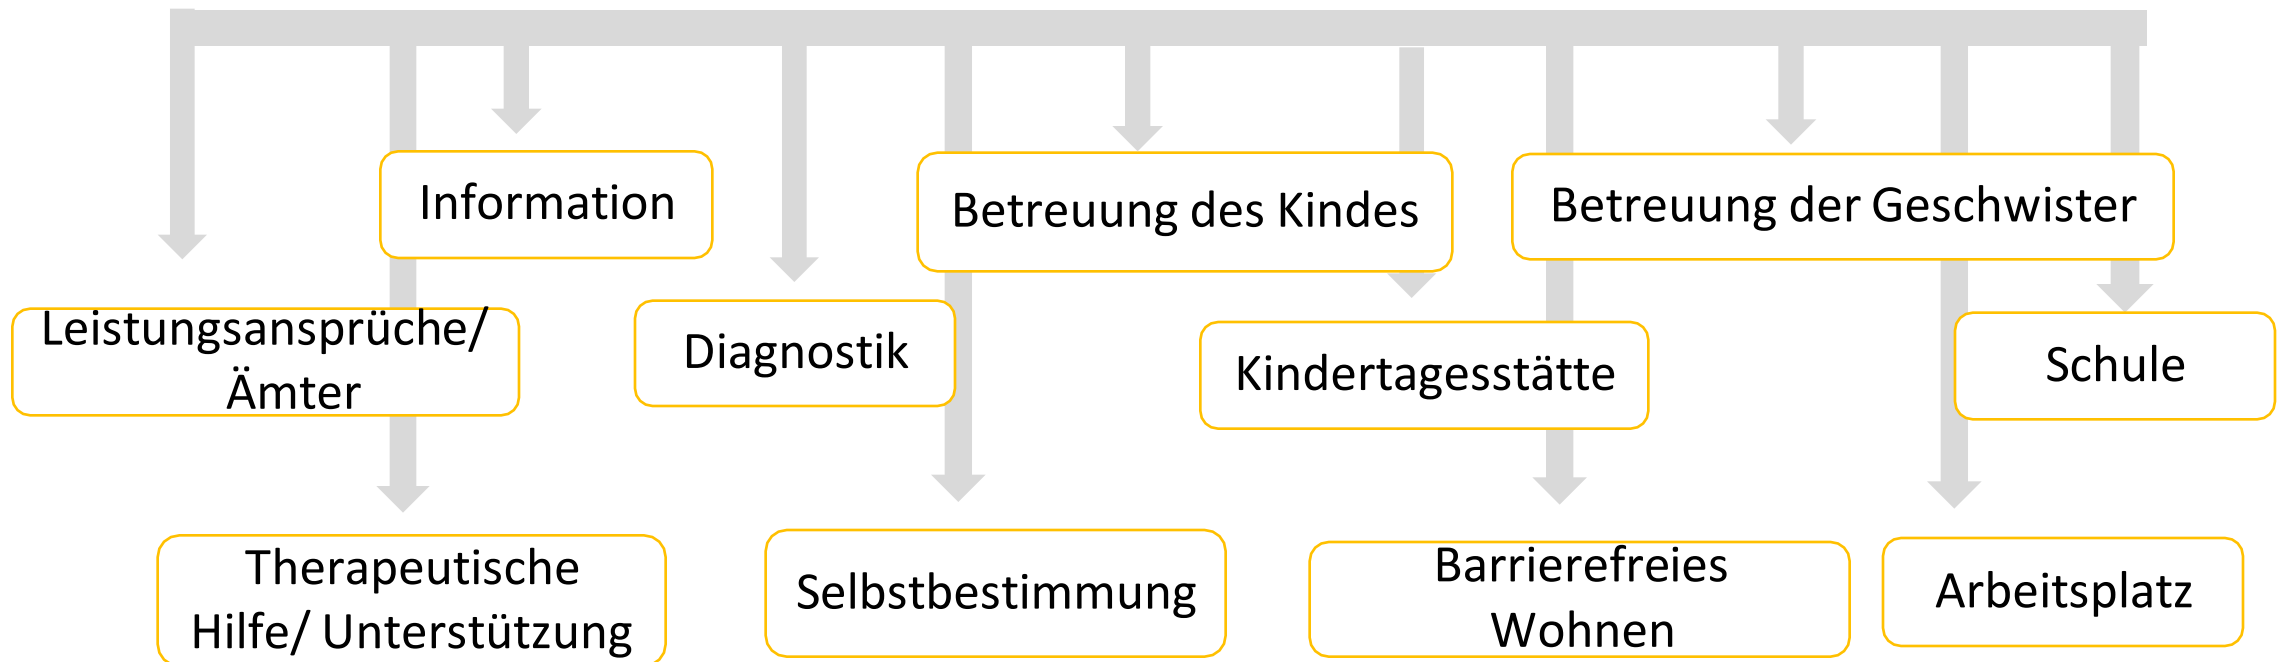 Information
Betreuung des Kindes
Betreuung der Geschwister
Leistungsansprüche/
Ämter
Diagnostik
Kindertagesstätte
Schule
Therapeutische
Hilfe/ Unterstützung
Selbstbestimmung
Barrierefreies
Wohnen
Arbeitsplatz